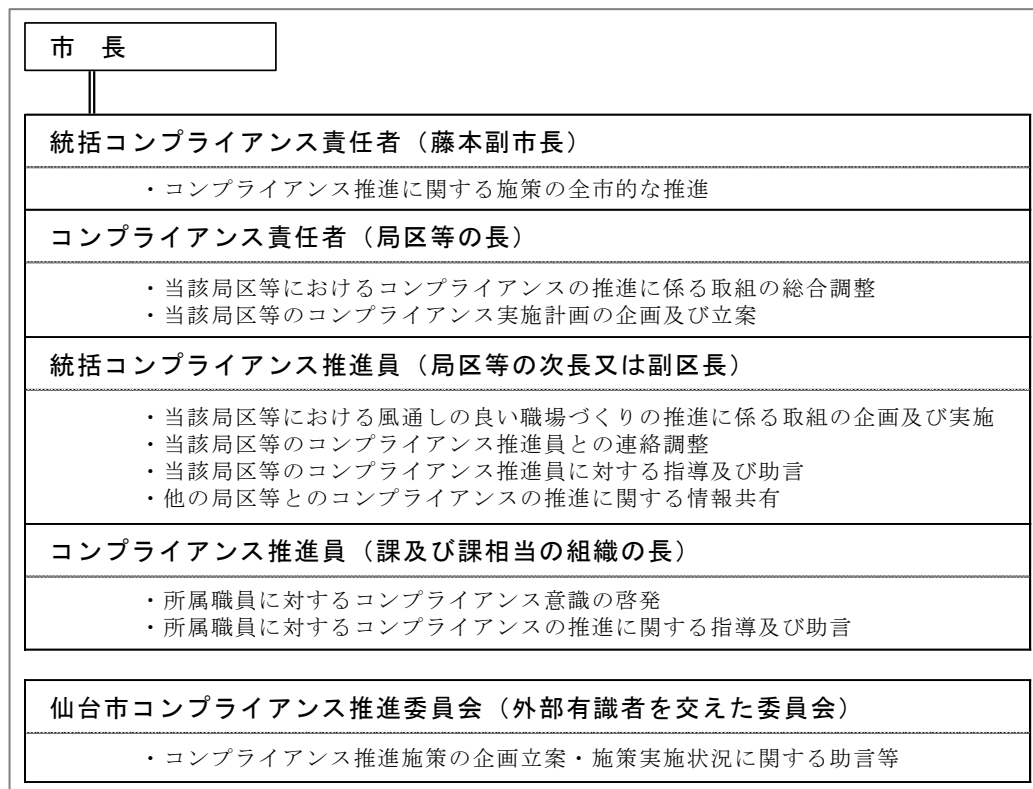 市　長
統括コンプライアンス責任者（藤本副市長）
・コンプライアンス推進に関する施策の全市的な推進
コンプライアンス責任者（局区等の長）
・当該局区等におけるコンプライアンスの推進に係る取組の総合調整
・当該局区等のコンプライアンス実施計画の企画及び立案
統括コンプライアンス推進員（局区等の次長又は副区長）
・当該局区等における風通しの良い職場づくりの推進に係る取組の企画及び実施
・当該局区等のコンプライアンス推進員との連絡調整
・当該局区等のコンプライアンス推進員に対する指導及び助言
・他の局区等とのコンプライアンスの推進に関する情報共有
コンプライアンス推進員（課及び課相当の組織の長）
・所属職員に対するコンプライアンス意識の啓発
・所属職員に対するコンプライアンスの推進に関する指導及び助言
仙台市コンプライアンス推進委員会（外部有識者を交えた委員会）
・コンプライアンス推進施策の企画立案・施策実施状況に関する助言等